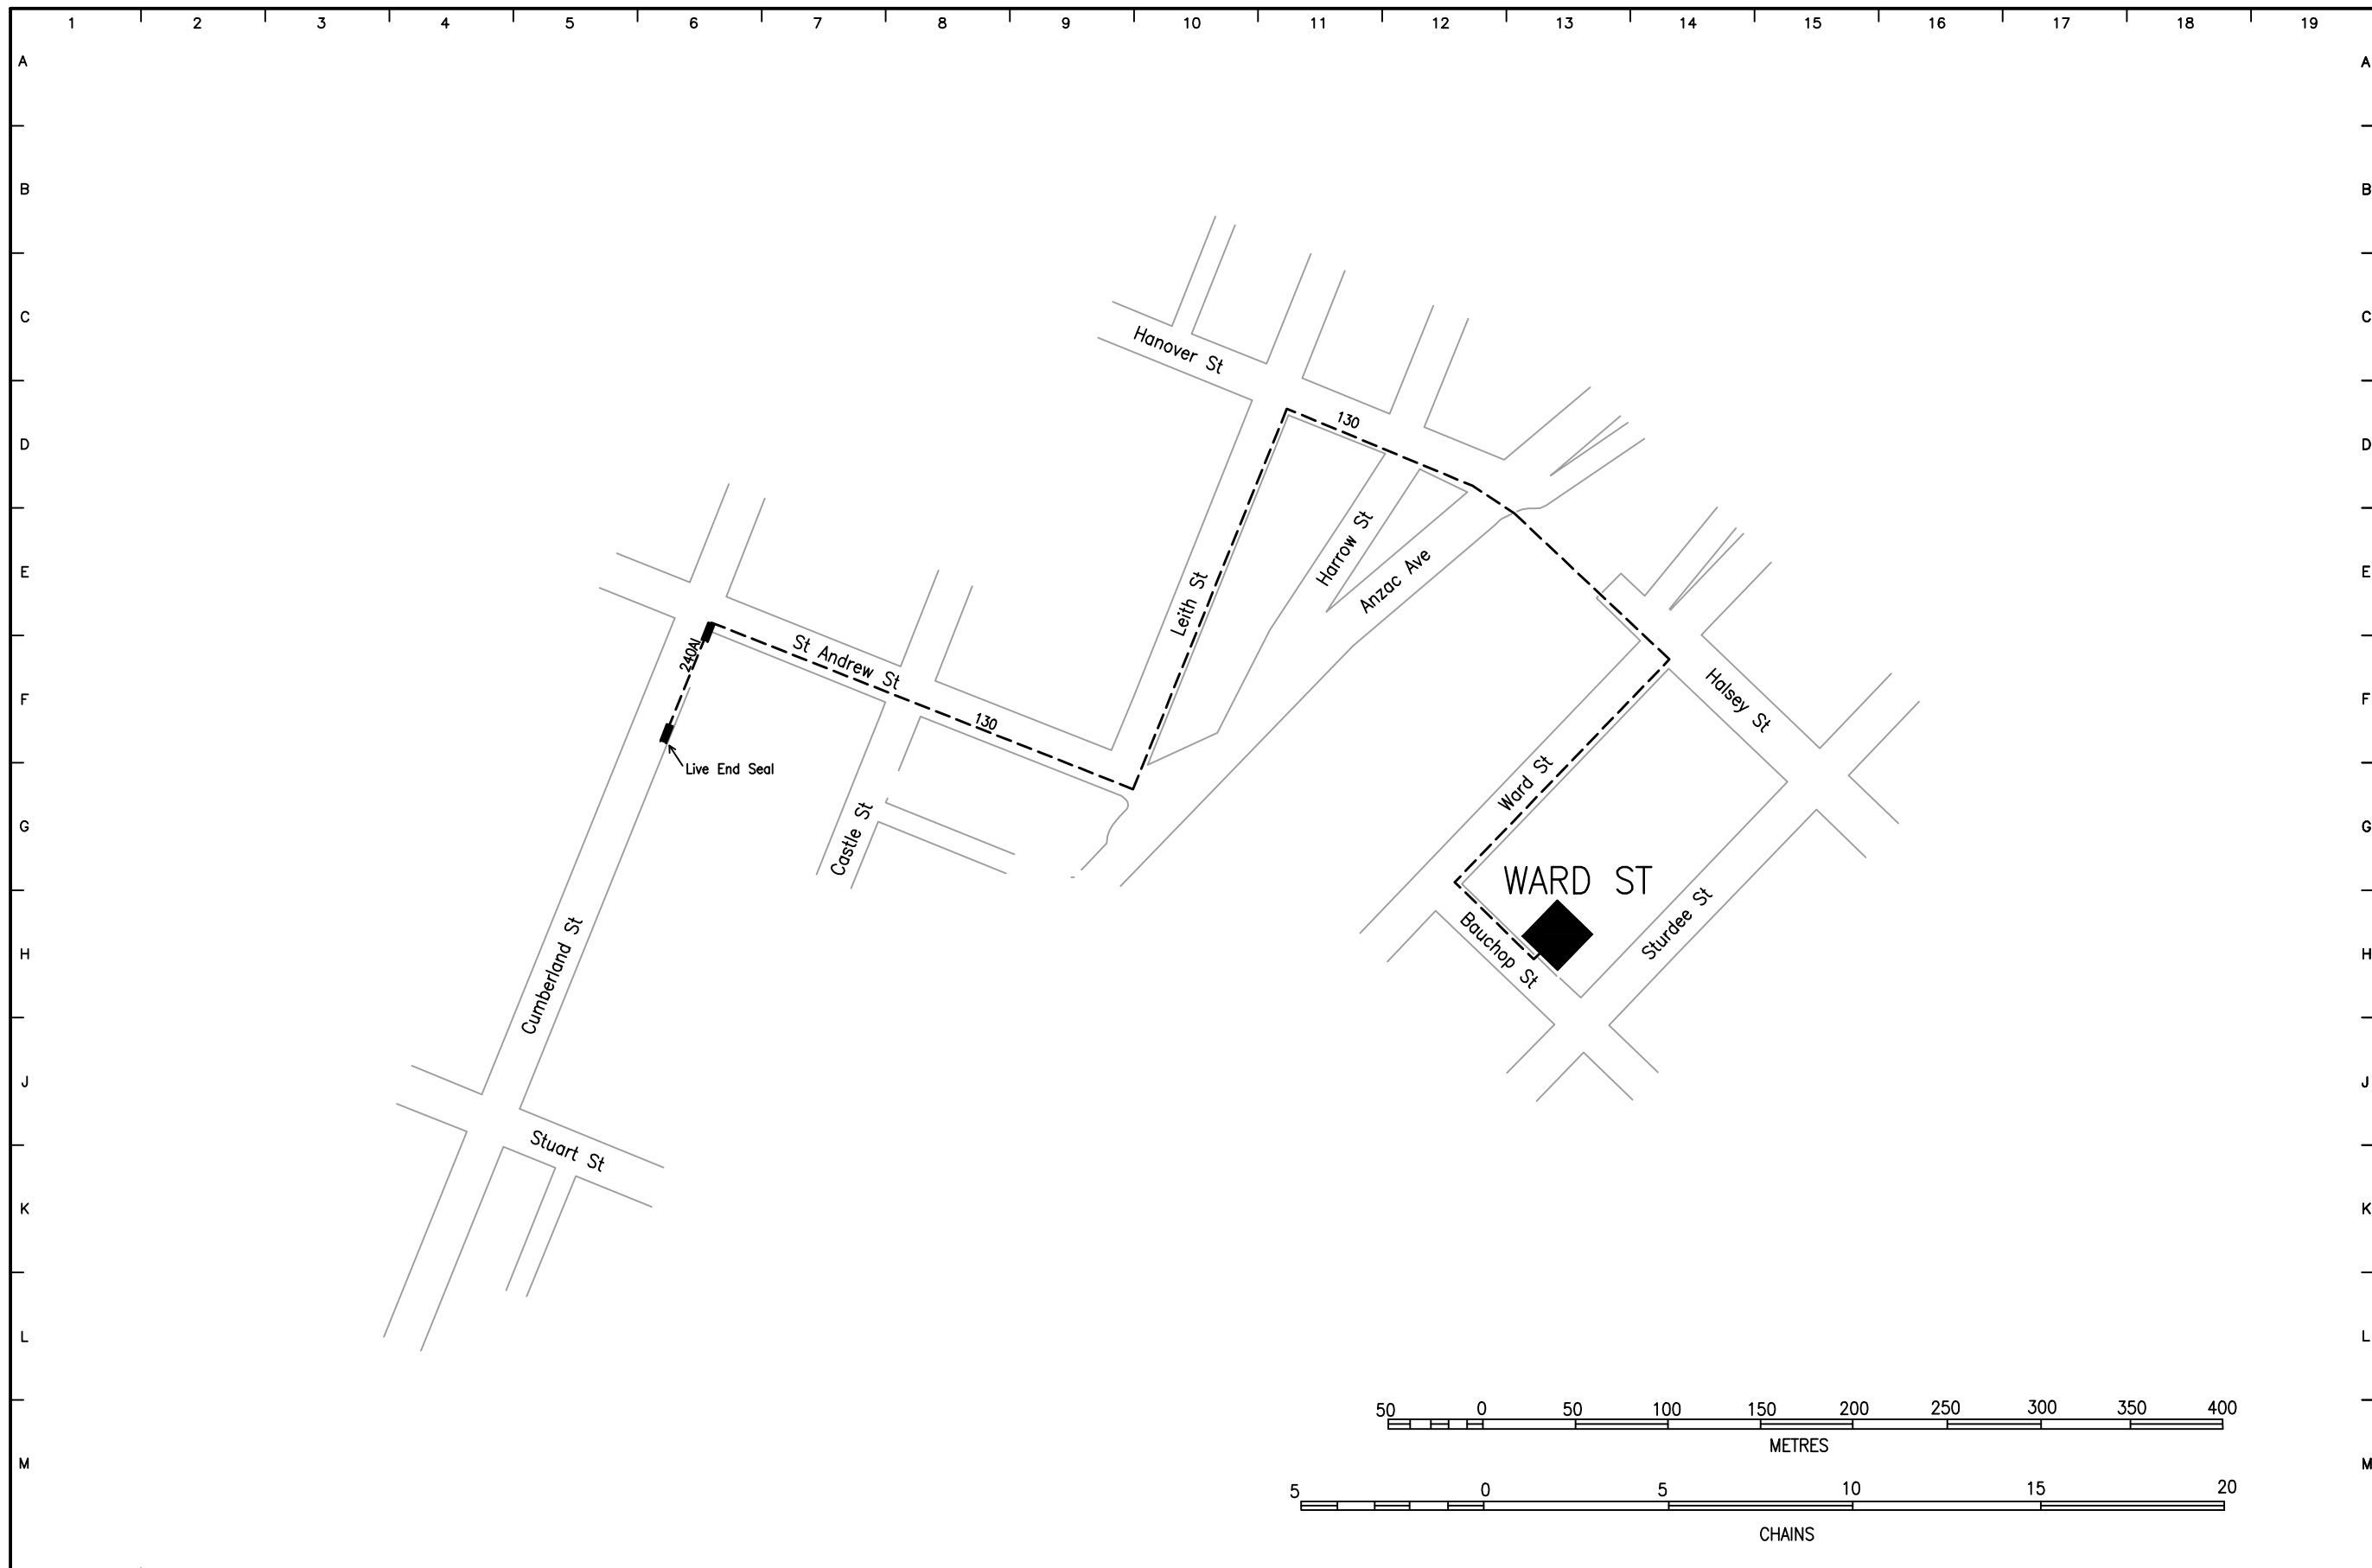 1 2 3 4 5 6 7 8 9 10 11 12 13 14 15 16 17 18 19
A A
B B
C C
Hanover St
D D
130
E E
Harrow St
Anzac Ave
Leith St
240Al
St Andrew St
F F
Halsey St
130
Live End Seal
Ward St
G G
Castle St
WARD ST
Bauchop St
Sturdee St
H H
Cumberland St
J J
Stuart St
K K
L L
50 0 50 100 150 200 250 300 350 400
METRES
M M
5 0 5 10 15 20
CHAINS